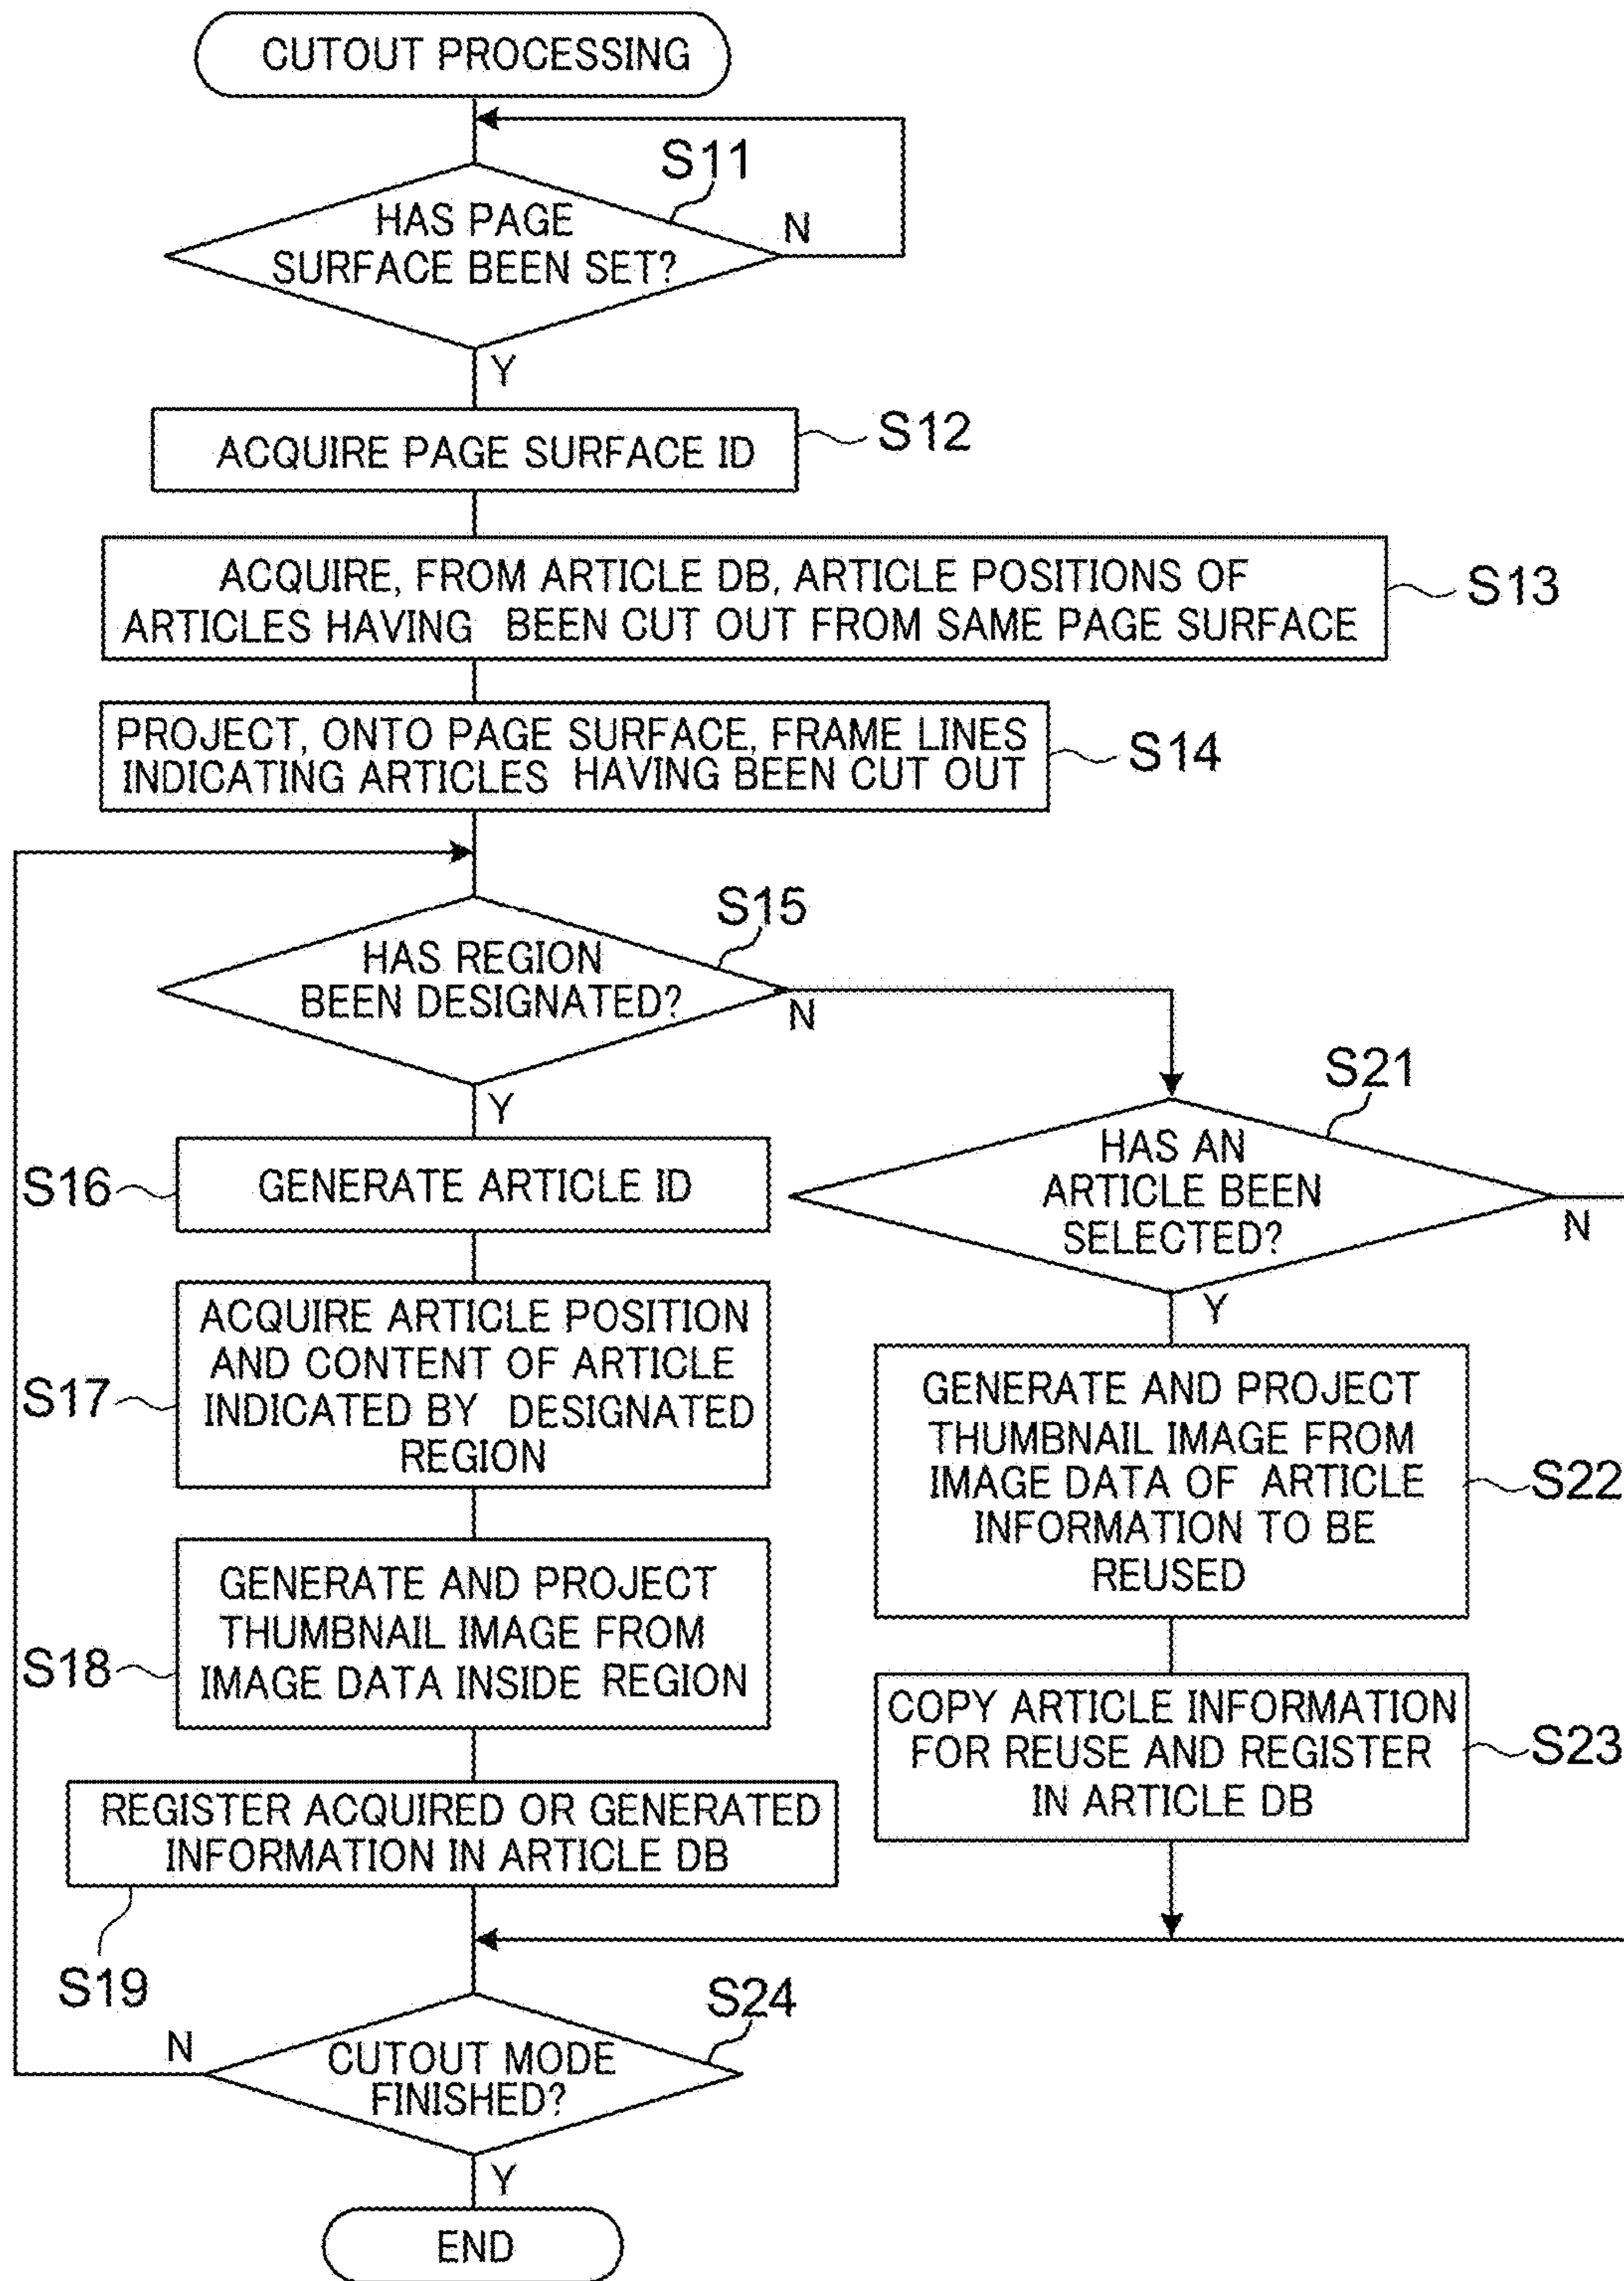 CUTOUT PROCESSING
S11
HAS PAGE
SURFACE BEEN SET?
N
Y
ACQUIRE PAGE SURFACE ID
S12
ACQUIRE, FROM ARTICLE DB, ARTICLE POSITIONS OF
ARTICLES HAVING BEEN CUT OUT FROM SAME PAGE SURFACE
S13
PROJECT, ONTO PAGE SURFACE, FRAME LINES
INDICATING ARTICLES HAVING BEEN CUT OUT
S14
S15
HAS REGION
BEEN DESIGNATED?
N
Y
S16
GENERATE ARTICLE ID
S17
ACQUIRE ARTICLE POSITION
AND CONTENT OF ARTICLE
INDICATED BY DESIGNATED
REGION
S18
GENERATE AND PROJECT
THUMBNAIL IMAGE FROM
IMAGE DATA INSIDE REGION
REGISTER ACQUIRED OR GENERATED
INFORMATION IN ARTICLE DB
S19
S21
HAS AN
ARTICLE BEEN
SELECTED?
N
Y
GENERATE AND PROJECT
THUMBNAIL IMAGE FROM
IMAGE DATA OF ARTICLE
INFORMATION TO BE
REUSED
S22
COPY ARTICLE INFORMATION
FOR REUSE AND REGISTER
IN ARTICLE DB
S23
S24
CUTOUT MODE
FINISHED?
N
Y
END